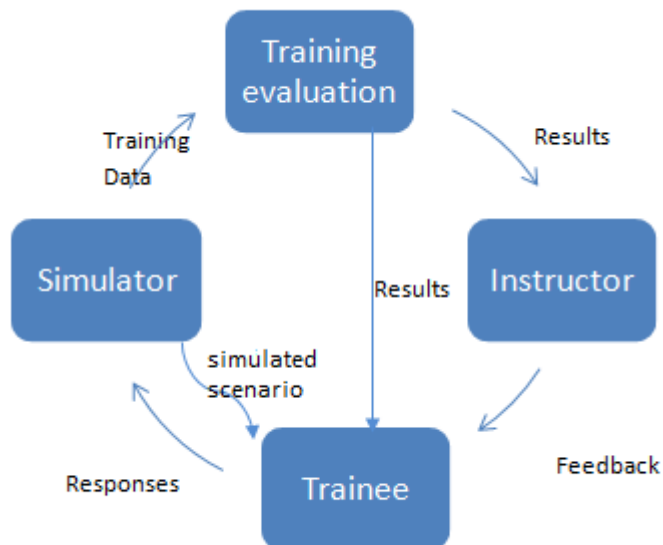 Training
evaluation
Training
Data
Results
Simulator
Results
Instructor
simulated
scenario
Responses
Trainee
Feedback